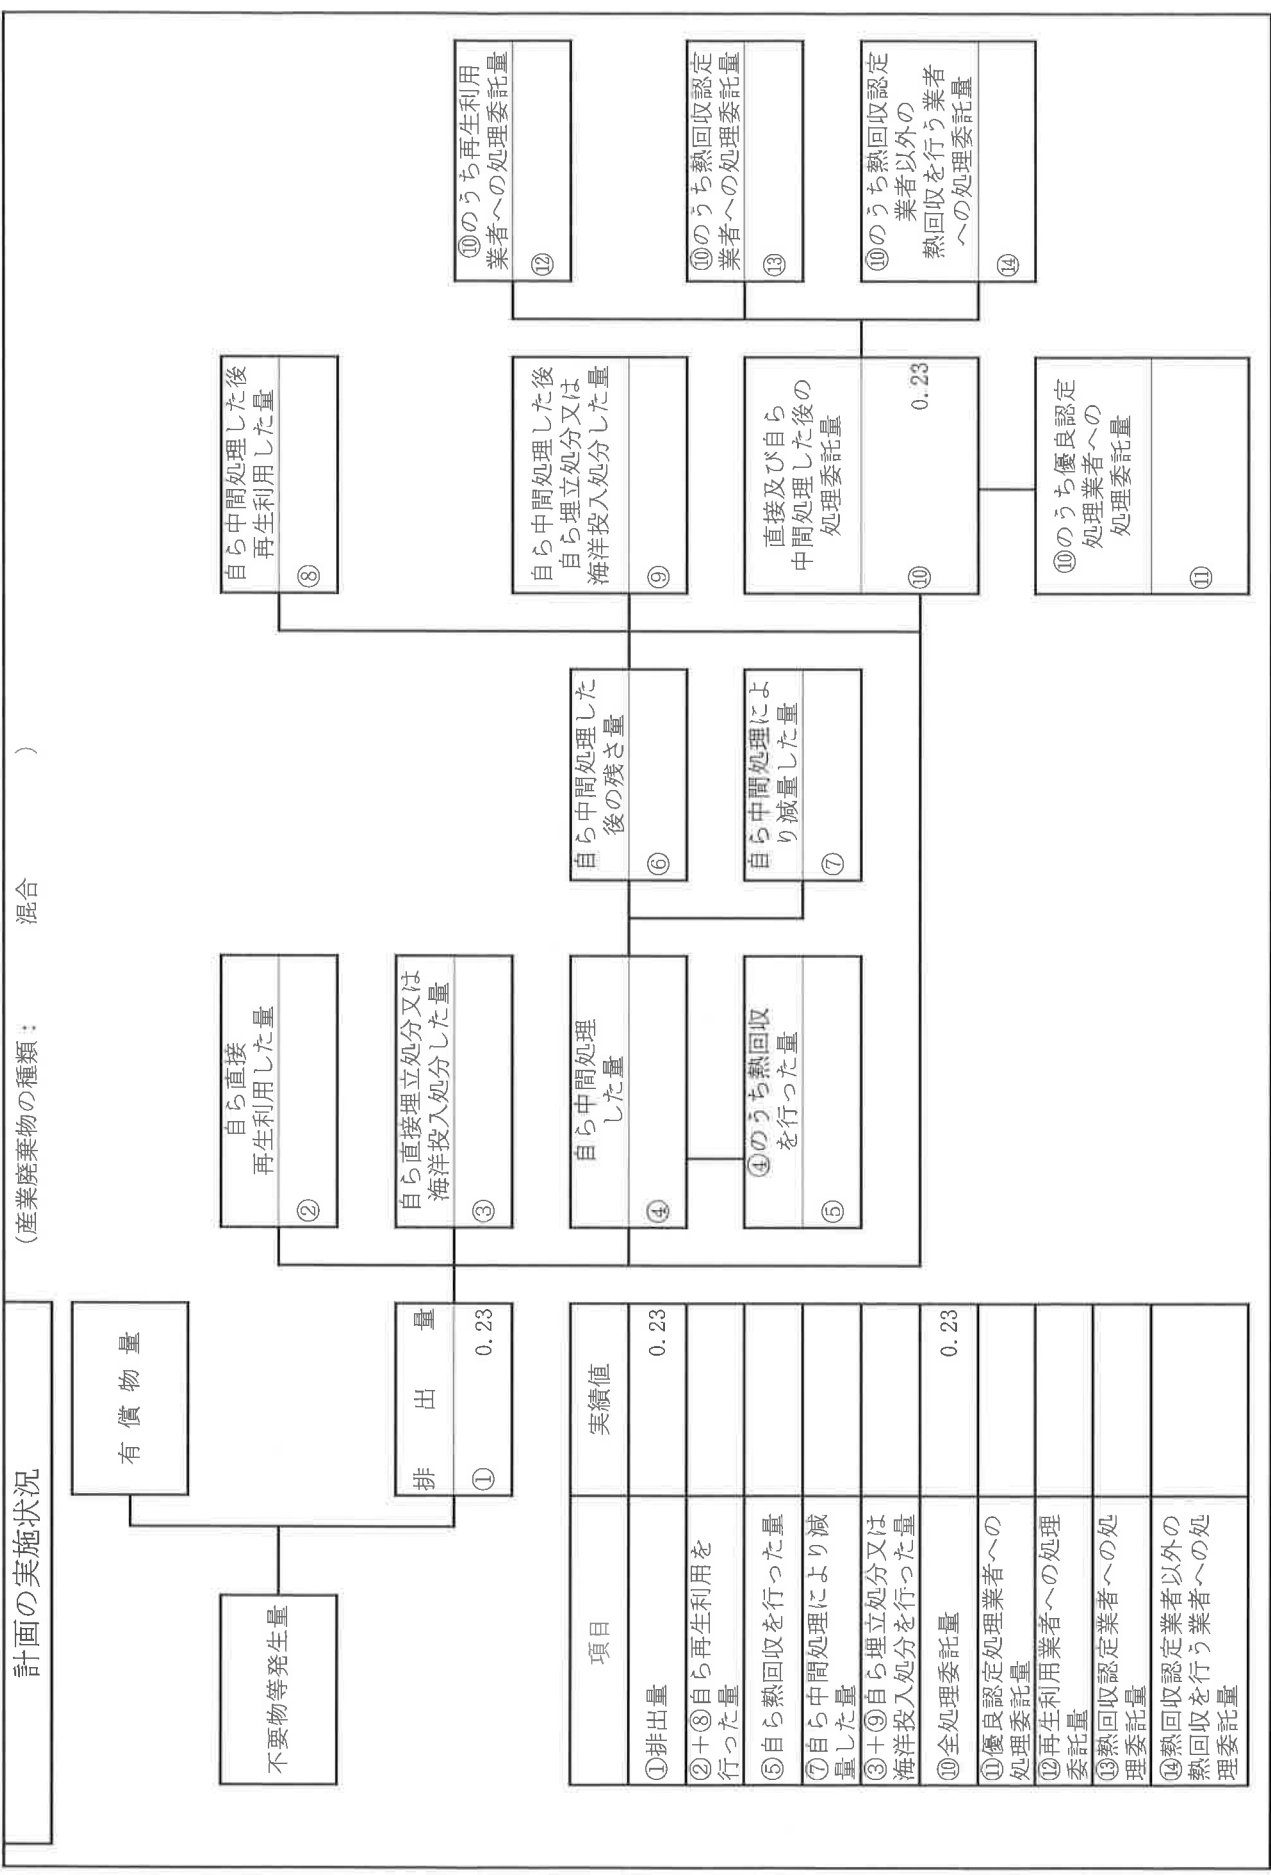 計画の実施状況
(産業廃棄物の種類：　混合　)
不要物等発生量
有償物量
排出量
① 0.23
自ら直接
再生利用した量
②
自ら直接埋立処分又は
海洋投入処分した量
③
自ら中間処理
した量
④
④のうち熱回収
を行った量
⑤
自ら中間処理した
後の残さ量
⑥
自ら中間処理によ
り減量した量
⑦
自ら中間処理した後
再生利用した量
⑧
自ら中間処理した後
自ら埋立処分又は
海洋投入処分した量
⑨
直接及び自ら
中間処理した後の
処理委託量
⑩ 0.23
⑩のうち優良認定
処理業者への
処理委託量
⑪
⑩のうち再生利用
業者への処理委託量
⑫
⑩のうち熱回収認定
業者への処理委託量
⑬
⑩のうち熱回収認定
業者以外の
熱回収を行う業者
への処理委託量
⑭
項目 実績値
①排出量 0.23
②＋⑧自ら再生利用を
行った量
⑤自ら熱回収を行った量
⑦自ら中間処理により減
量した量
③＋⑨自ら埋立処分又は
海洋投入処分を行った量
⑩全処理委託量 0.23
⑪優良認定処理業者への
処理委託量
⑫再生利用業者への処理
委託量
⑬熱回収認定業者への処
理委託量
⑭熱回収認定業者以外の
熱回収を行う業者への処
理委託量